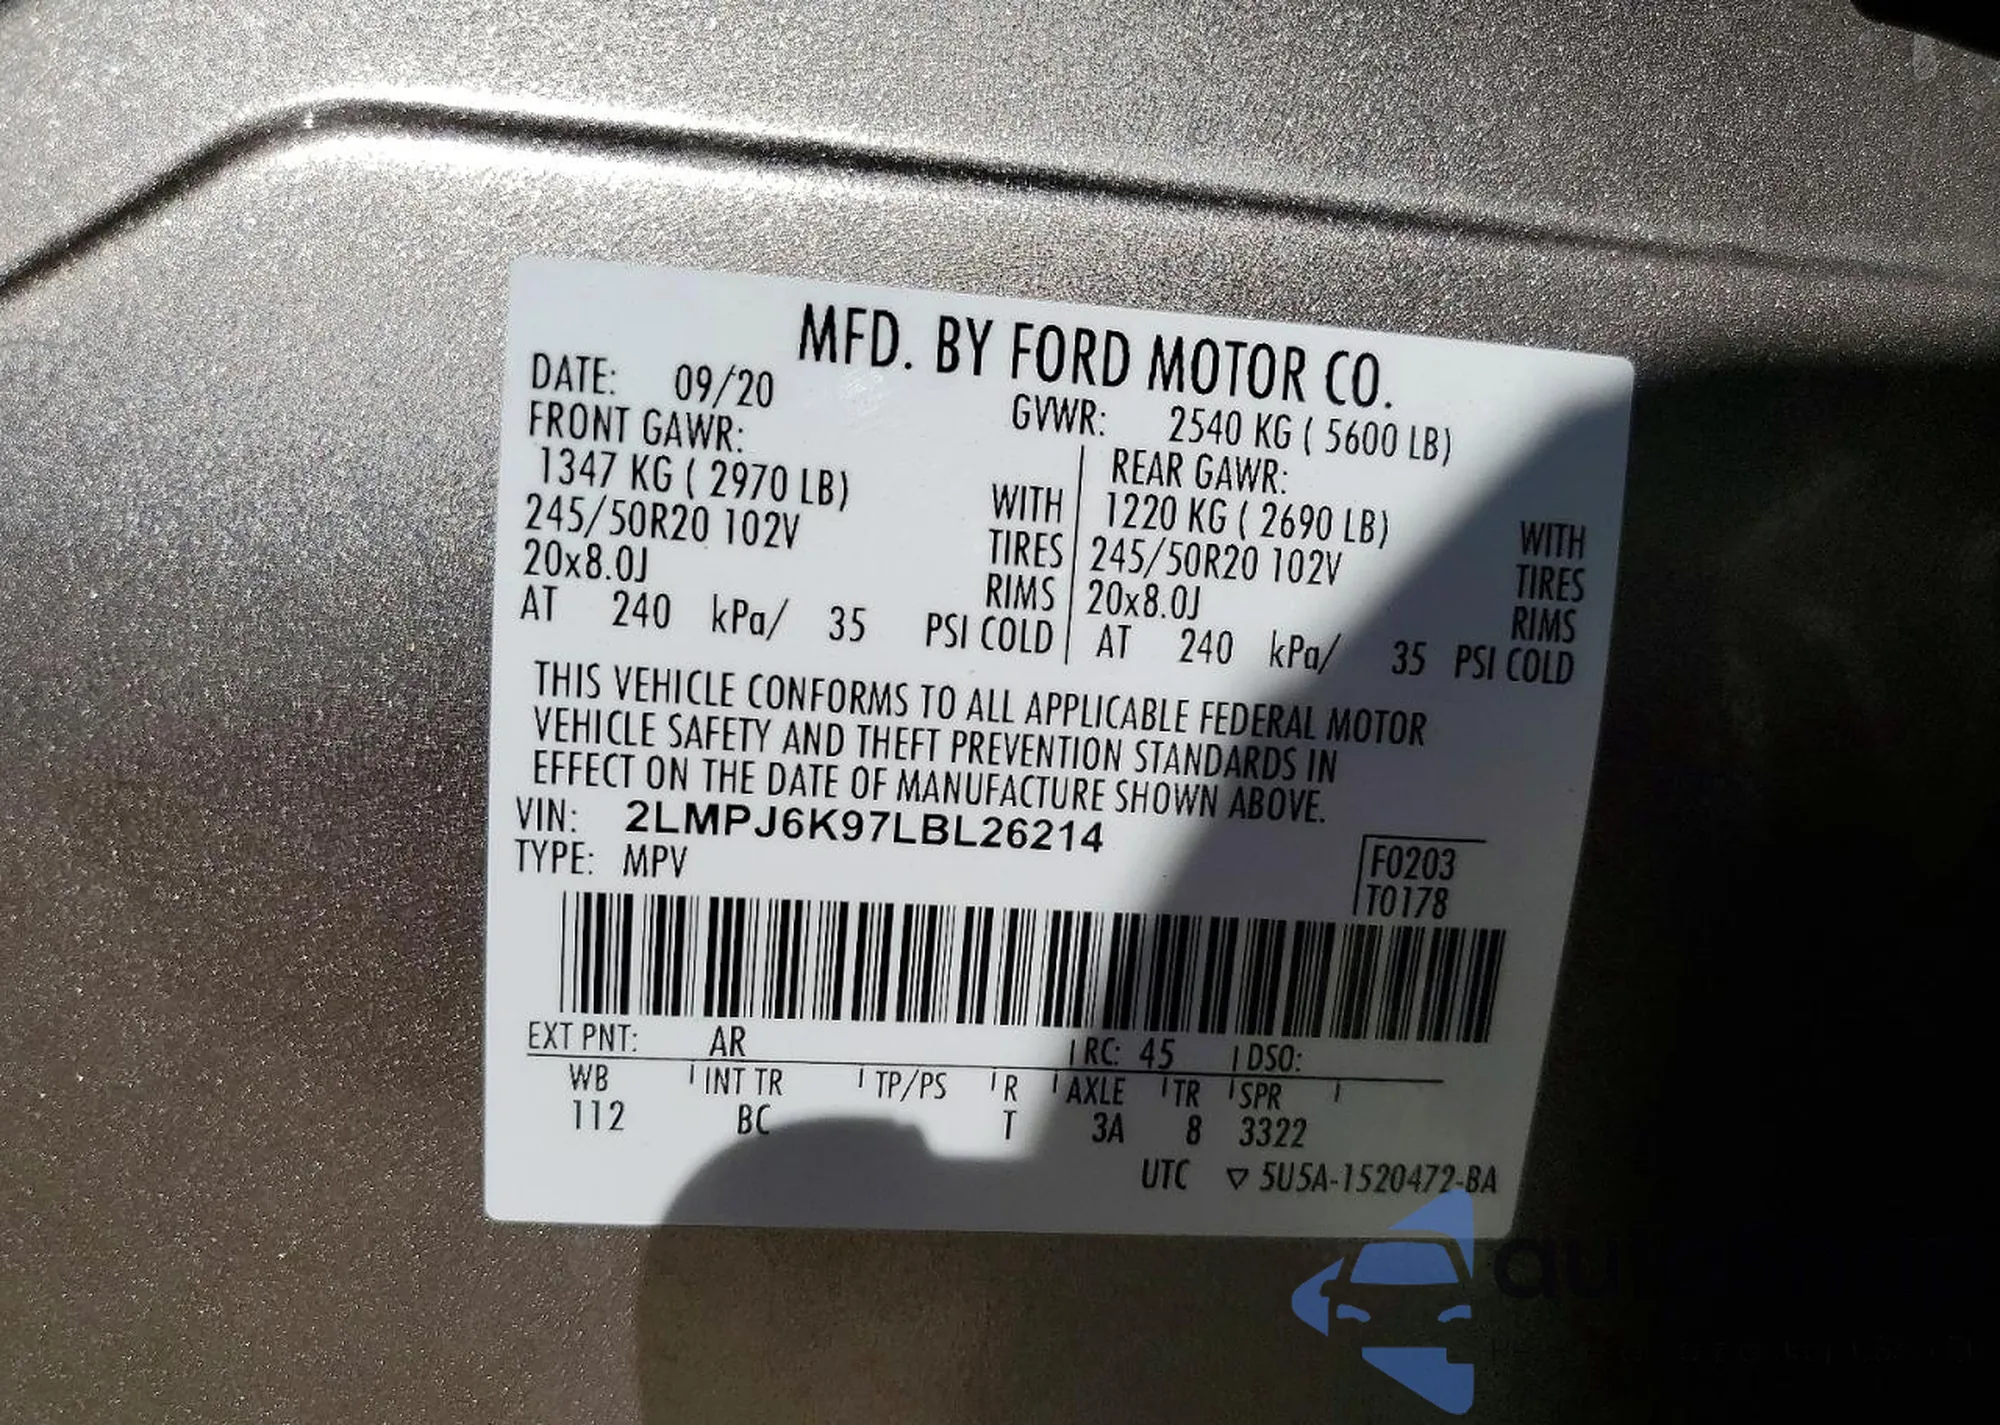 MFD. BY FORD MOTOR CO.
DATE: 09/20 GVWR: 2540 KG ( 5600 LB)
FRONT GAWR: REAR GAWR:
1347 KG ( 2970 LB) WITH 1220 KG ( 2690 LB) WITH
245/50R20 102V TIRES 245/50R20 102V TIRES
20x8.0J RIMS 20x8.0J RIMS
AT 240 kPa/ 35 PSI COLD AT 240 kPa/ 35 PSI COLD
THIS VEHICLE CONFORMS TO ALL APPLICABLE FEDERAL MOTOR
VEHICLE SAFETY AND THEFT PREVENTION STANDARDS IN
EFFECT ON THE DATE OF MANUFACTURE SHOWN ABOVE.
VIN: 2LMPJ6K97LBL26214
TYPE: MPV
F0203
T0178
EXT PNT: AR RC: 45 DSO:
WB INT TR TP/PS R AXLE TR SPR
112 BC T 3A 8 3322
UTC ▽ 5U5A-1520472-BA